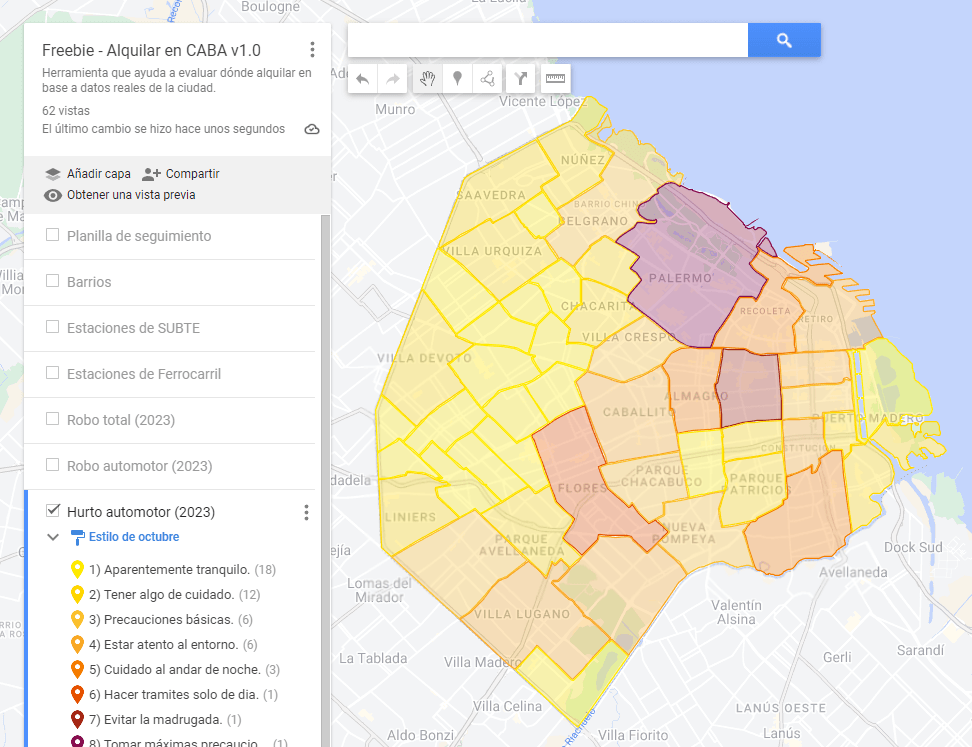 Freebie - Alquilar en CABA v1.0
Herramienta que ayuda a evaluar dónde alquilar en
base a datos reales de la ciudad.
62 vistas
El último cambio se hizo hace unos segundos
Añadir capa
Compartir
Obtener una vista previa
Planilla de seguimiento
Barrios
Estaciones de SUBTE
Estaciones de Ferrocarril
Robo total (2023)
Robo automotor (2023)
Hurto automotor (2023)
Estilo de octubre
1) Aparentemente tranquilo. (18)
2) Tener algo de cuidado. (12)
3) Precauciones básicas. (6)
4) Estar atento al entorno. (6)
5) Cuidado al andar de noche. (3)
6) Hacer tramites solo de dia. (1)
7) Evitar la madrugada. (1)
8) Tomar máximas precaucio... (1)
Boulogne
Munro
Vicente López
NÚÑEZ
SAAVEDRA
BARRIO CHINO
BELGRANO
VILLA URQUIZA
PALERMO
CHACARITA
RECOLETA
RETIRO
VILLA CRESPO
VILLA DEVOTO
ALMAGRO
CABALLITO
PUERTO MADERO
CONSTITUCIÓN
PARQUE
CHACABUCO
PARQUE
PATRICIOS
FLORES
LINIERS
NUEVA
POMPEYA
PARQUE
AVELLANEDA
Dock Sud
Avellaneda
Lomas del
Mirador
VILLA LUGANO
Valentín
Alsina
Sarandí
Gerli
La Tablada
Villa Madero
Villa Celina
LANÚS OESTE
Lanús
Aldo Bonzi
Villa Fiorito
Riachuelo